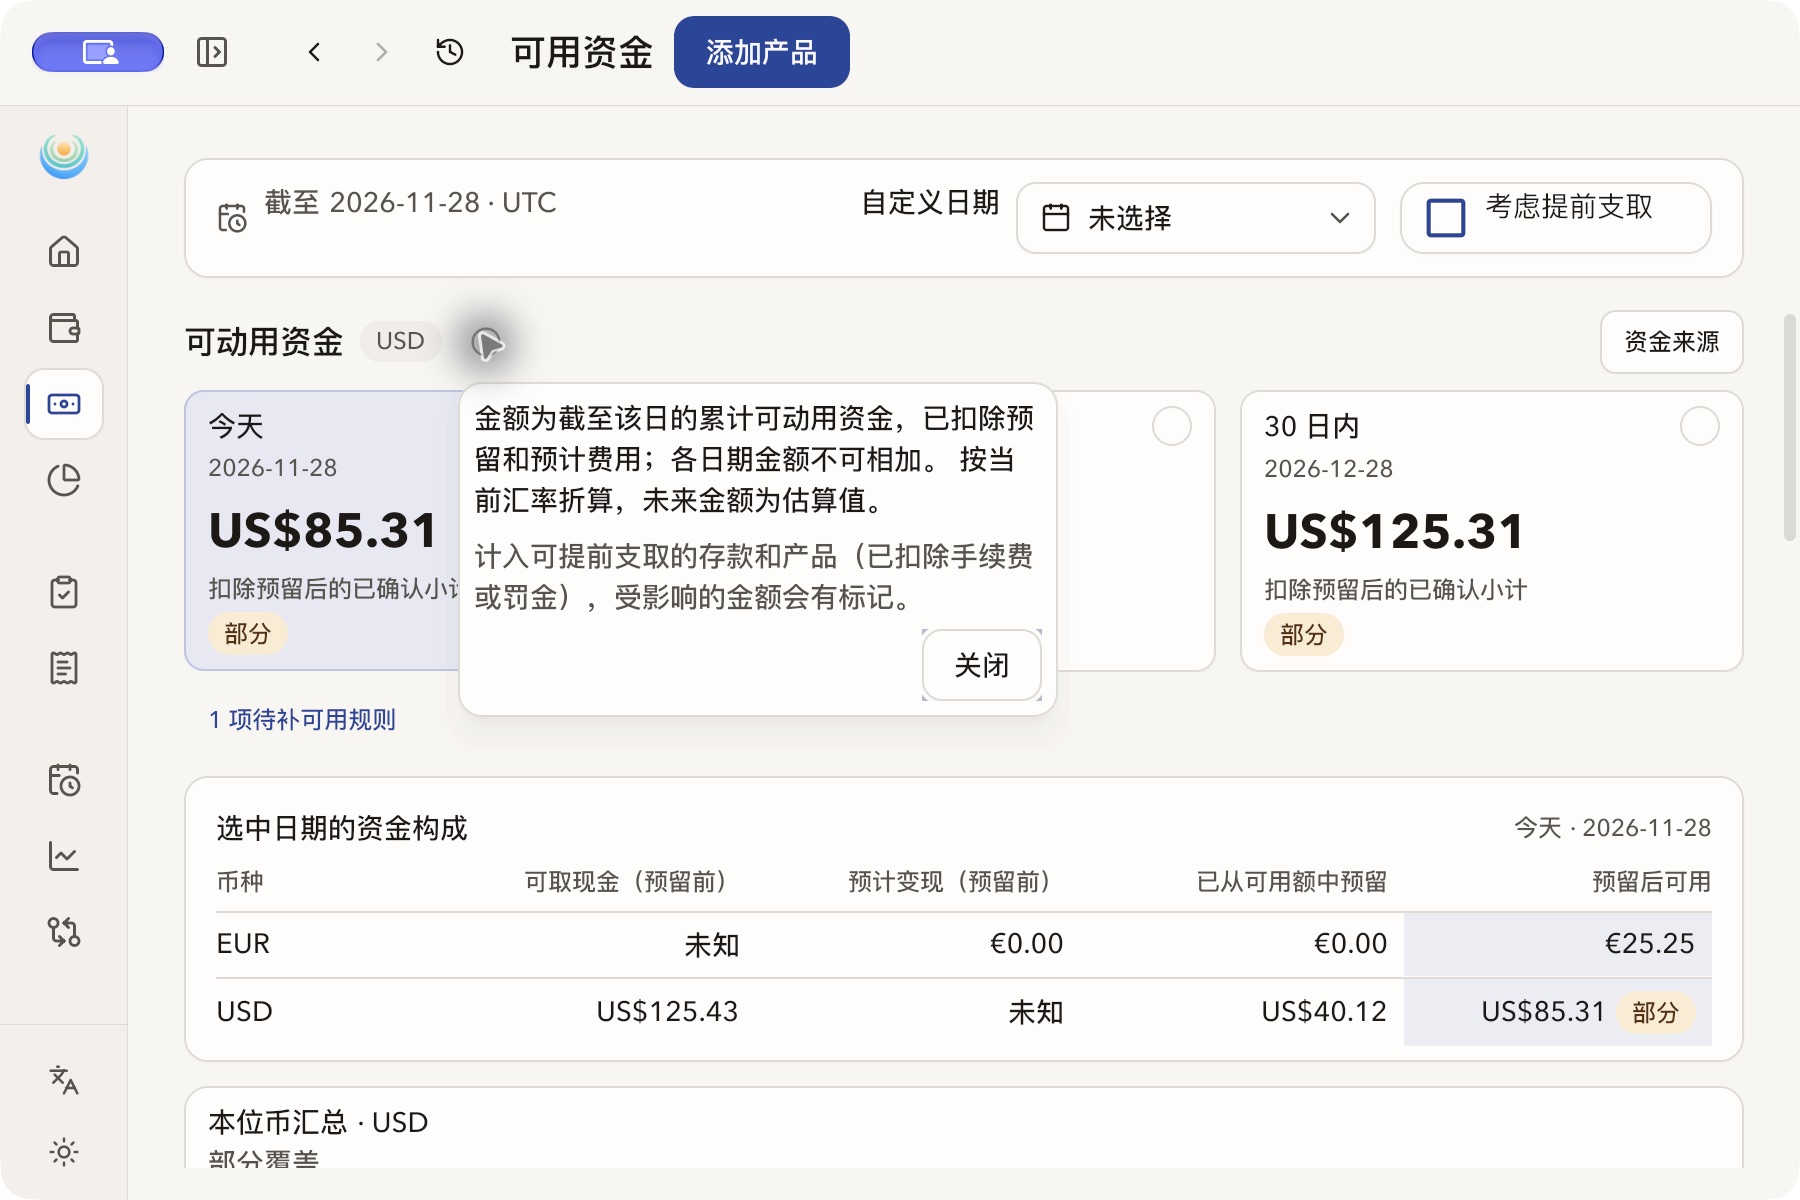 可用资金
添加产品
截至 2026-11-28 · UTC
自定义日期
未选择
考虑提前支取
可动用资金
USD
资金来源
今天
2026-11-28
US$85.31
扣除预留后的已确认小
部分
金额为截至该日的累计可动用资金，已扣除预
留和预计费用；各日期金额不可相加。 按当
前汇率折算，未来金额为估算值。
计入可提前支取的存款和产品（已扣除手续费
或罚金），受影响的金额会有标记。
关闭
30 日内
2026-12-28
US$125.31
扣除预留后的已确认小计
部分
1 项待补可用规则
选中日期的资金构成
今天 · 2026-11-28
币种 可取现金（预留前） 预计变现（预留前） 已从可用额中预留 预留后可用
EUR 未知 €0.00 €0.00 €25.25
USD US$125.43 未知 US$40.12 US$85.31 部分
本位币汇总 · USD
部分覆盖